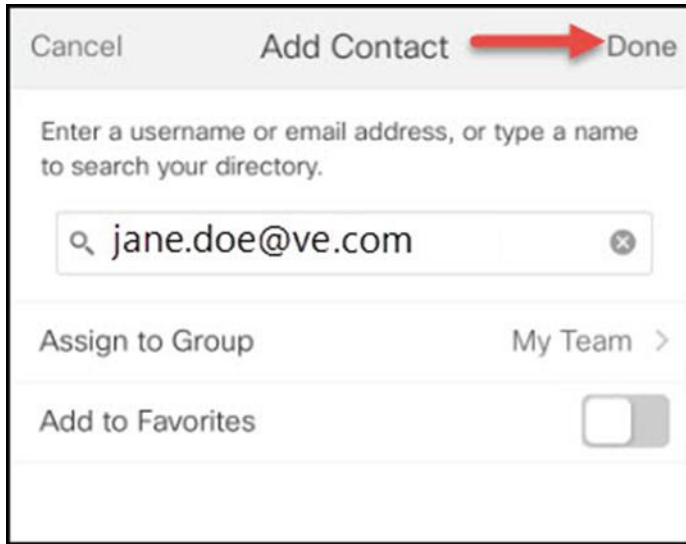 Cancel Add Contact Done
Enter a username or email address, or type a name
to search your directory.
jane.doe@ve.com
Assign to Group My Team
Add to Favorites